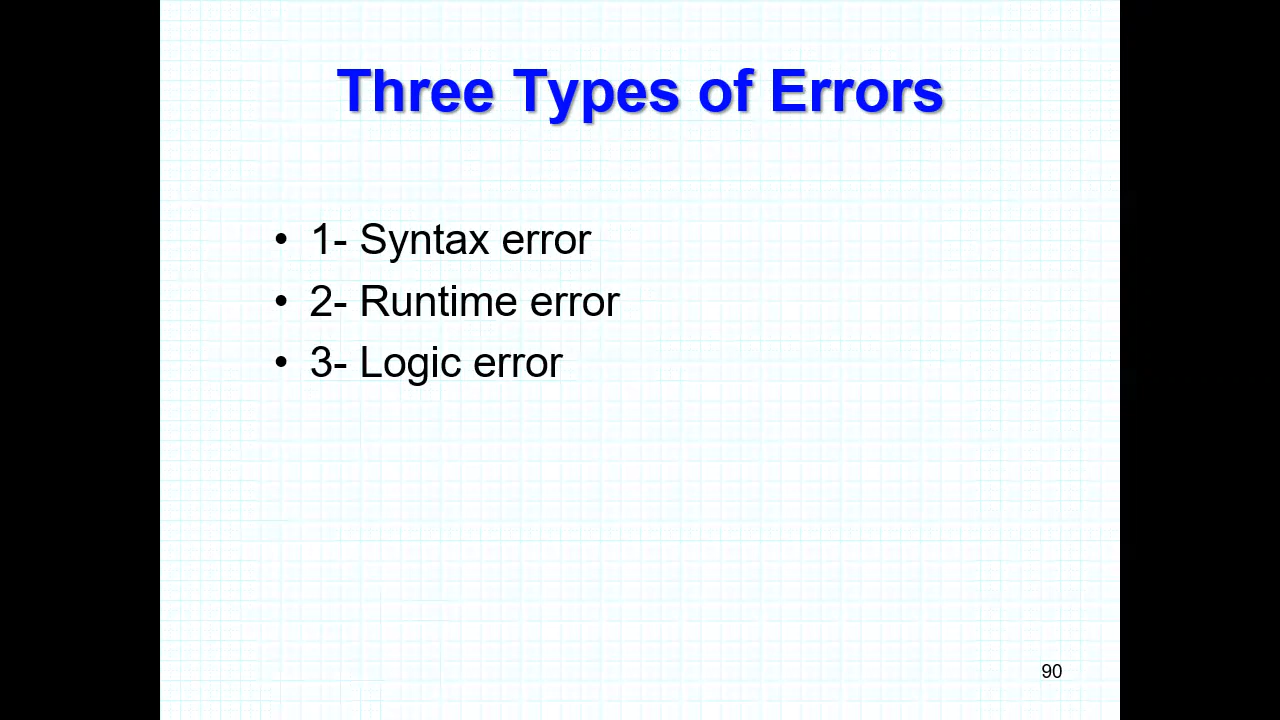 Three Types of Errors
• 1- Syntax error
• 2- Runtime error
• 3- Logic error
90